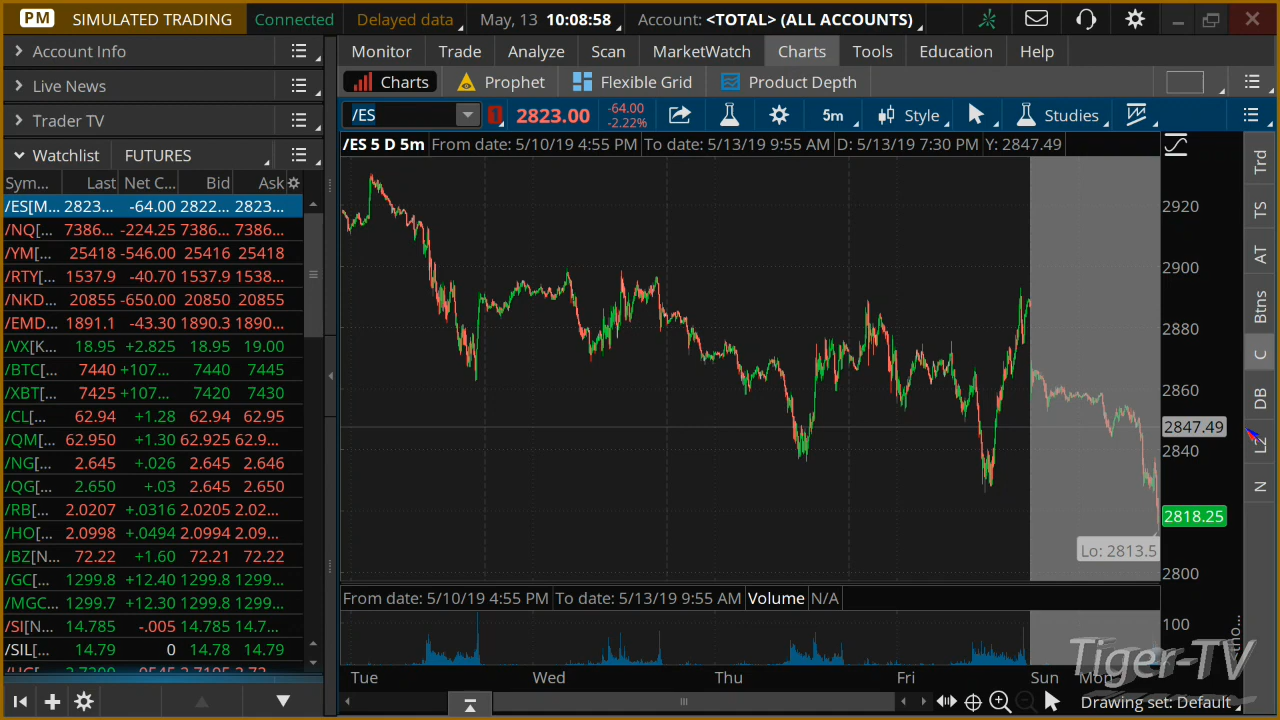 PM SIMULATED TRADING Connected Delayed data May, 13 10:08:58 Account: <TOTAL> (ALL ACCOUNTS)
Account Info
Live News
Trader TV
Watchlist FUTURES
Sym... Last Net C... Bid Ask
/ES[M... 2823... -64.00 2822... 2823...
/NQ[... 7386... -224.25 7386... 7386...
/YM[... 25418 -546.00 25416 25418
/RTY[... 1537.9 -40.70 1537.9 1538...
/NKD... 20855 -650.00 20850 20855
/EMD... 1891.1 -43.30 1890.3 1890...
/VX[K... 18.95 +2.825 18.95 19.00
/BTC[... 7440 +107... 7440 7445
/XBT[... 7425 +107... 7420 7430
/CL[... 62.94 +1.28 62.94 62.95
/QM[... 62.950 +1.30 62.925 62.9...
/NG[... 2.645 +.026 2.645 2.646
/QG[... 2.650 +.03 2.645 2.650
/RB[... 2.0207 +.0316 2.0205 2.02...
/HO[... 2.0998 +.0494 2.0994 2.09...
/BZ[N... 72.22 +1.60 72.21 72.22
/GC[... 1299.8 +12.40 1299.8 1299...
/MGC... 1299.7 +12.30 1299.8 1299...
/SI[N... 14.785 -.005 14.785 14.7...
/SIL[... 14.79 0 14.78 14.79
Monitor Trade Analyze Scan MarketWatch Charts Tools Education Help
Charts Prophet Flexible Grid Product Depth
/ES 1 2823.00 -64.00 5m Style Studies
-2.22%
/ES 5 D 5m From date: 5/10/19 4:55 PM To date: 5/13/19 9:55 AM D: 5/13/19 7:30 PM Y: 2847.49
2920
2900
2880
2860
2847.49
2840
2818.25
Lo: 2813.5
2800
From date: 5/10/19 4:55 PM To date: 5/13/19 9:55 AM Volume N/A
100
Tue Wed Thu Fri Sun Mon
Drawing set: Default
Trd
TS
AT
Btns
C
DB
L2
N
Tiger-TV